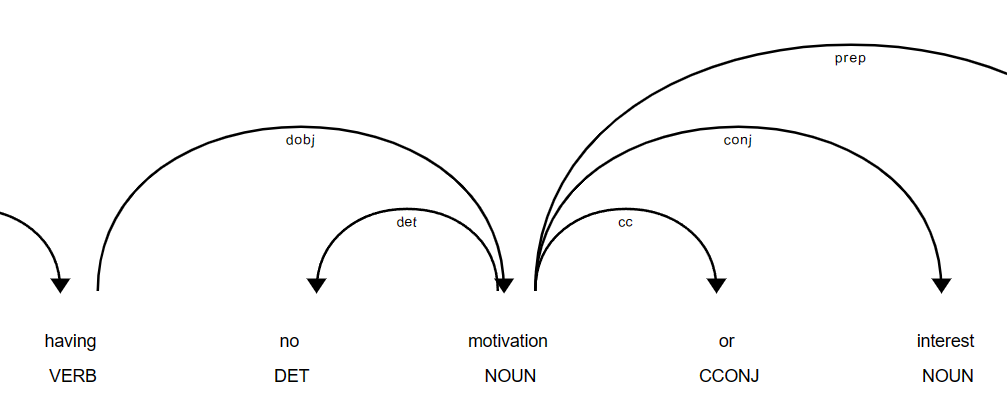 prep
dobj conj
det cc
having no motivation or interest
VERB DET NOUN CCONJ NOUN